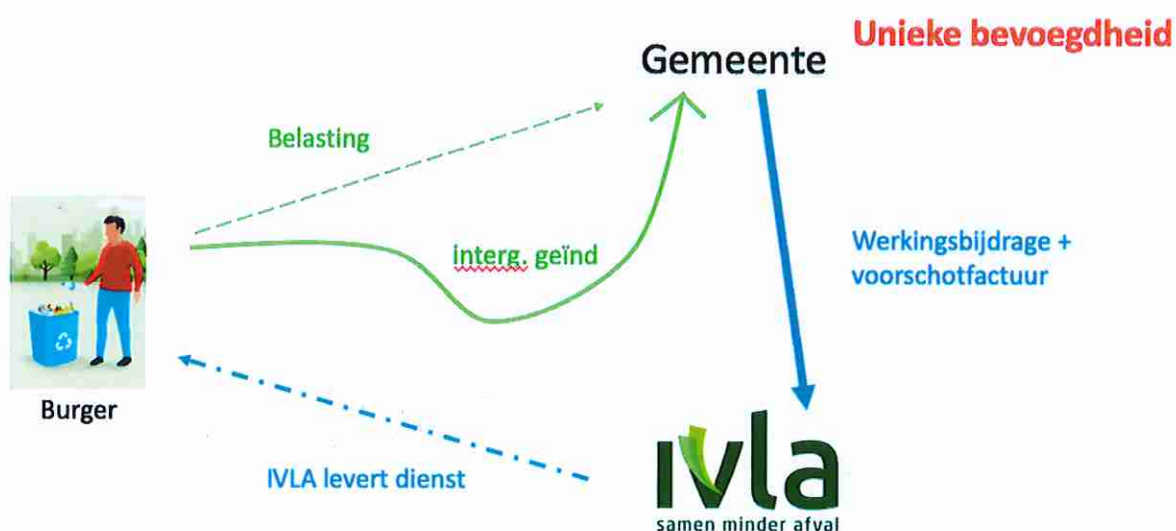 Unieke bevoegdheid
Gemeente
Belasting
interg. geïnd
Werkingsbijdrage +
voorschotfactuur
Burger
IVLA levert dienst
ivla
samen minder afval